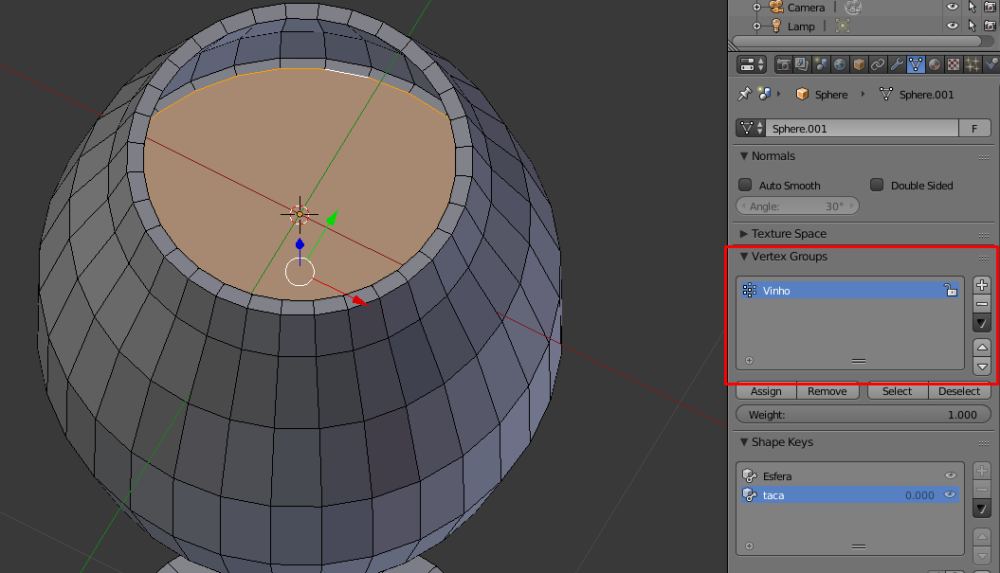 Camera
Lamp
Sphere Sphere.001
Sphere.001 F
Normals
Auto Smooth Double Sided
Angle: 30°
Texture Space
Vertex Groups
Vinho
Assign Remove Select Deselect
Weight: 1.000
Shape Keys
Esfera
taca 0.000